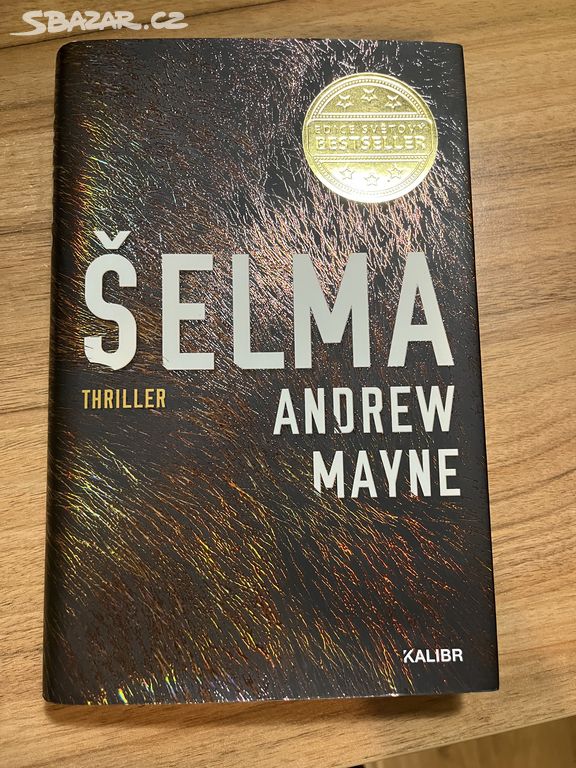 SBAZAR.CZ
EDICE SVĚTOVÝ
BESTSELLER
ŠELMA
THRILLER
ANDREW
MAYNE
KALIBR